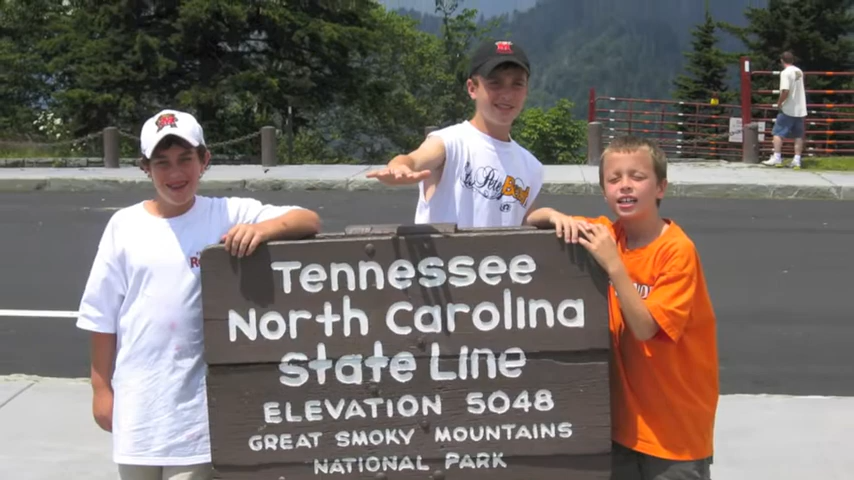 Tennessee
North Carolina
State Line
ELEVATION 5048
GREAT SMOKY MOUNTAINS
NATIONAL PARK